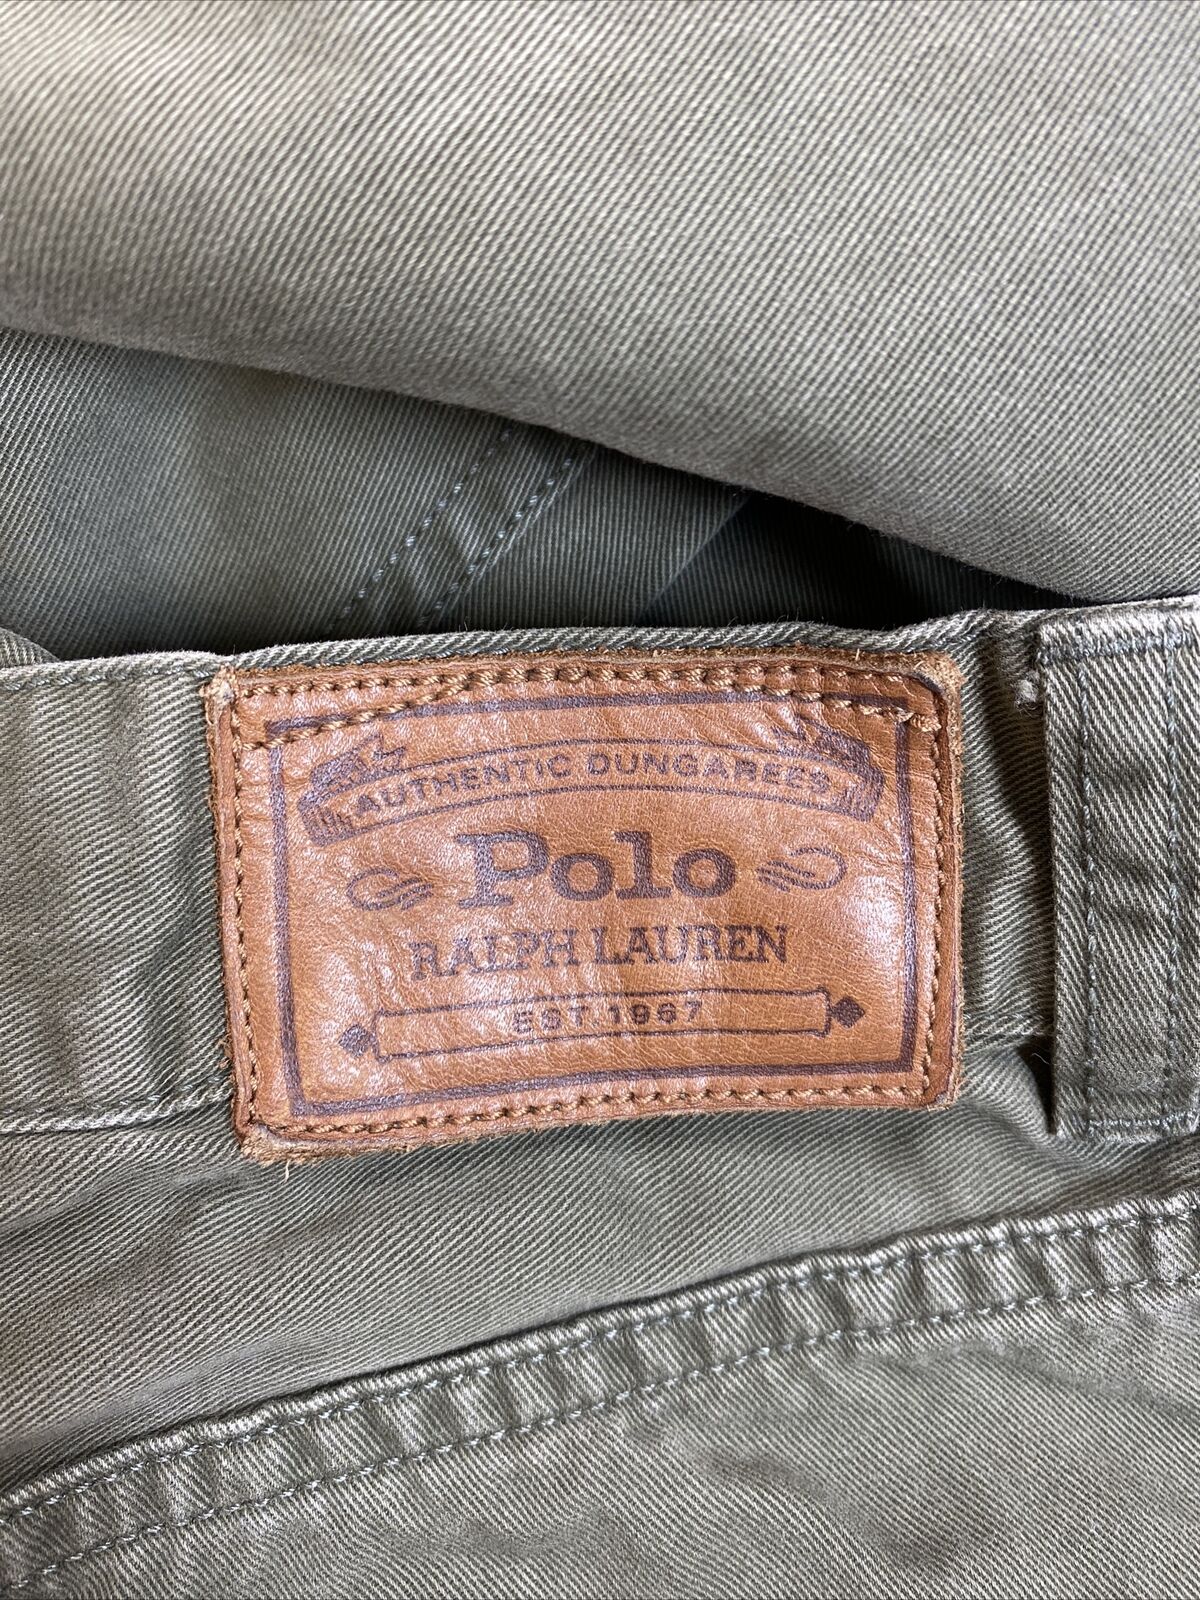 AUTHENTIC DUNGAREES
Polo
RALPH LAUREN
EST 1967